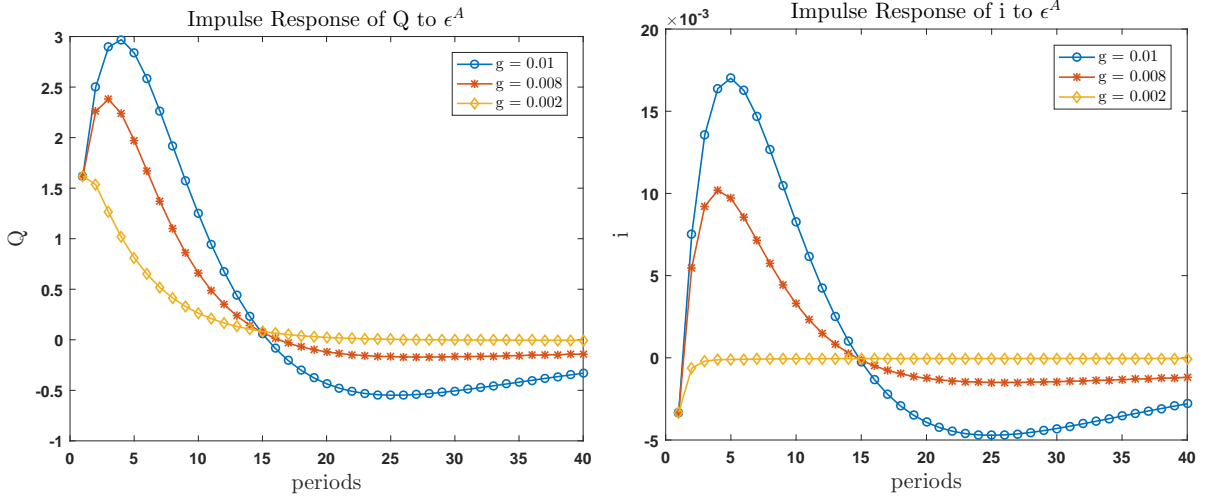 Impulse Response of Q to ϵ^A
3
2.5
2
1.5
1
0.5
0
-0.5
-1
Q
0 5 10 15 20 25 30 35 40
periods
g = 0.01
g = 0.008
g = 0.002
Impulse Response of i to ϵ^A
×10^-3
20
15
10
5
0
-5
i
0 5 10 15 20 25 30 35 40
periods
g = 0.01
g = 0.008
g = 0.002